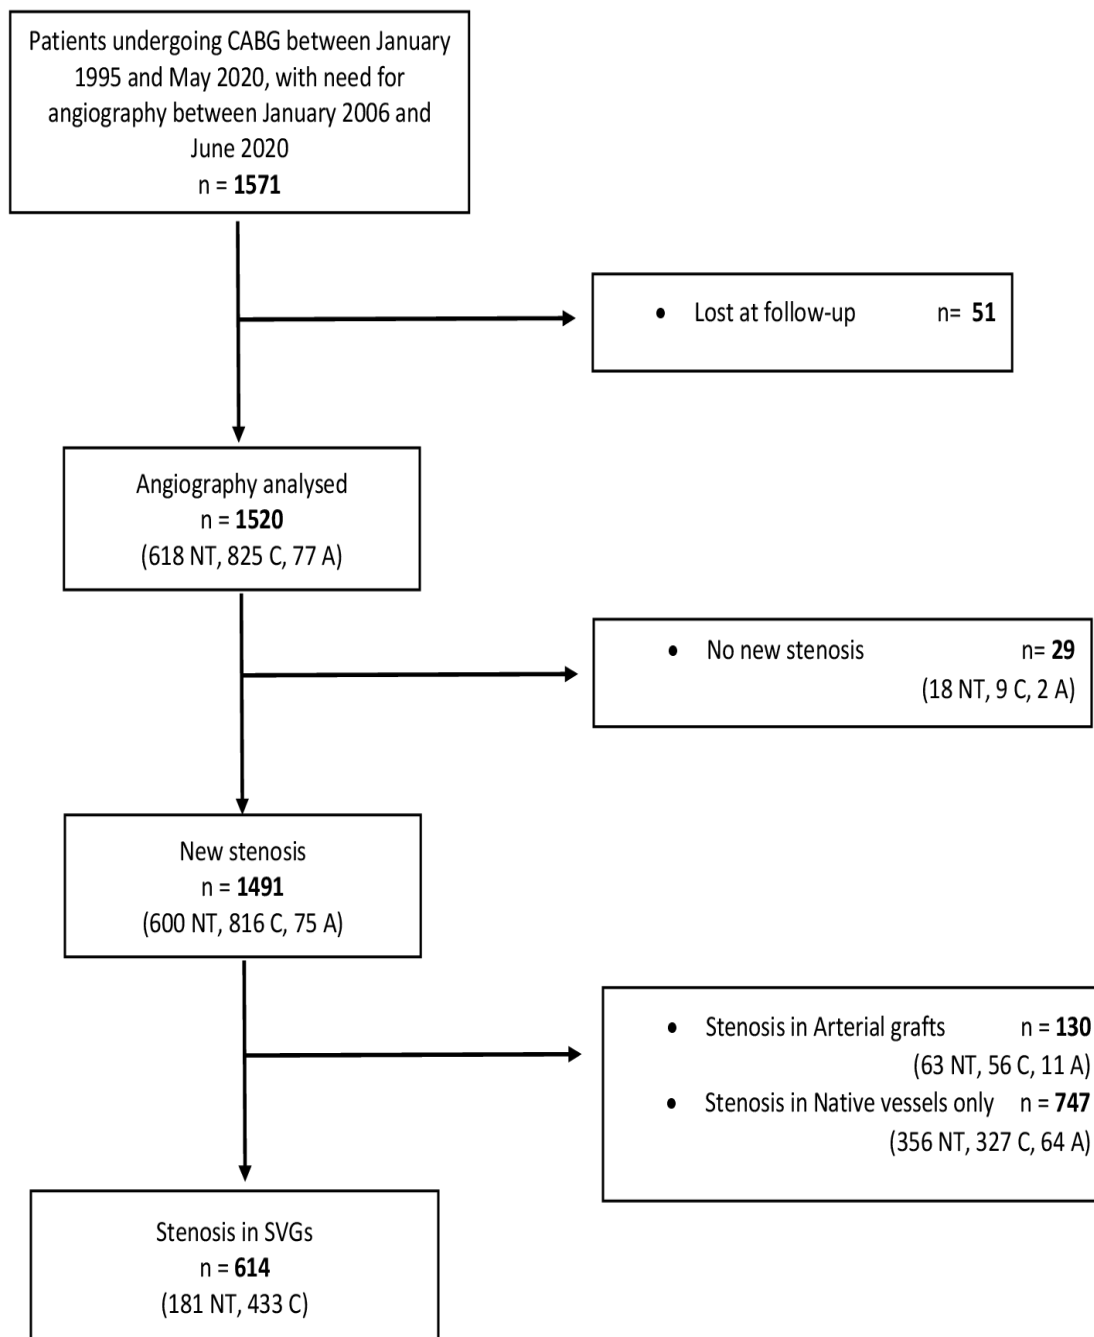 Patients undergoing CABG between January
1995 and May 2020, with need for
angiography between January 2006 and
June 2020
n = 1571
• Lost at follow-up n= 51
Angiography analysed
n = 1520
(618 NT, 825 C, 77 A)
• No new stenosis n= 29
(18 NT, 9 C, 2 A)
New stenosis
n = 1491
(600 NT, 816 C, 75 A)
• Stenosis in Arterial grafts n = 130
(63 NT, 56 C, 11 A)
• Stenosis in Native vessels only n = 747
(356 NT, 327 C, 64 A)
Stenosis in SVGs
n = 614
(181 NT, 433 C)